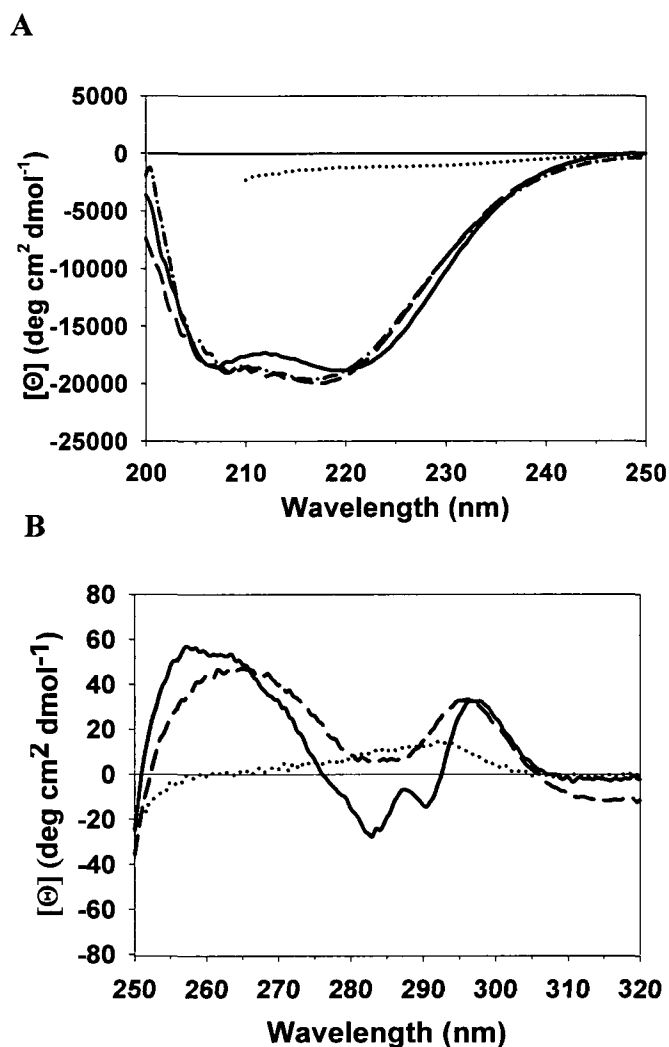 A
[Θ] (deg cm² dmol⁻¹)
5000
0
-5000
-10000
-15000
-20000
-25000
200 210 220 230 240 250
Wavelength (nm)
B
[Θ] (deg cm² dmol⁻¹)
80
60
40
20
0
-20
-40
-60
-80
250 260 270 280 290 300 310 320
Wavelength (nm)